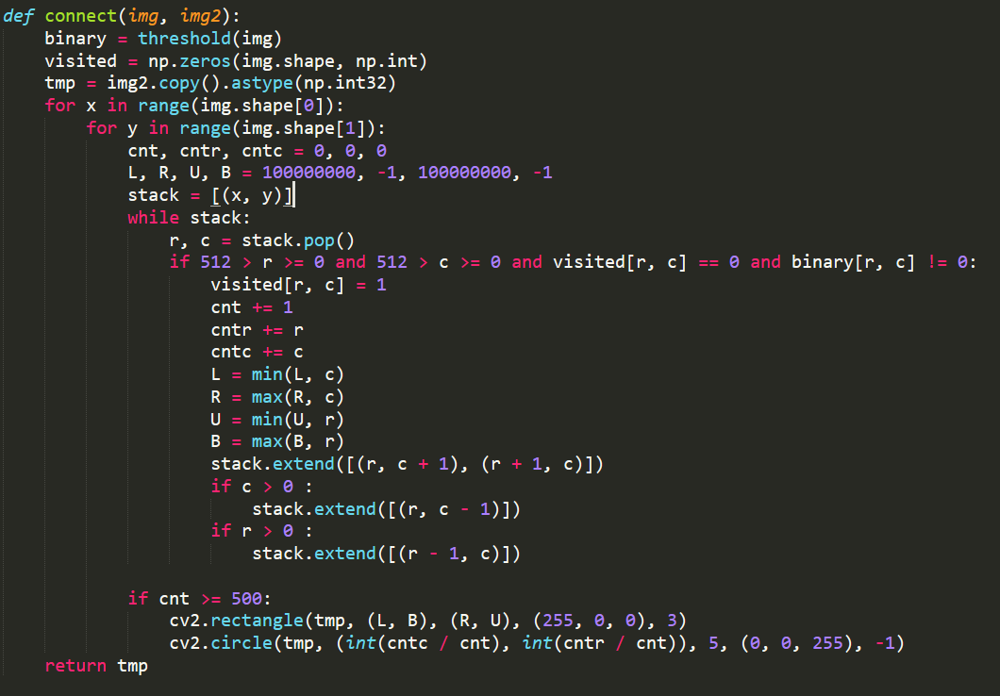 def connect(img, img2):
    binary = threshold(img)
    visited = np.zeros(img.shape, np.int)
    tmp = img2.copy().astype(np.int32)
    for x in range(img.shape[0]):
        for y in range(img.shape[1]):
            cnt, cntr, cntc = 0, 0, 0
            L, R, U, B = 100000000, -1, 100000000, -1
            stack = [(x, y)]
            while stack:
                r, c = stack.pop()
                if 512 > r >= 0 and 512 > c >= 0 and visited[r, c] == 0 and binary[r, c] != 0:
                    visited[r, c] = 1
                    cnt += 1
                    cntr += r
                    cntc += c
                    L = min(L, c)
                    R = max(R, c)
                    U = min(U, r)
                    B = max(B, r)
                    stack.extend([(r, c + 1), (r + 1, c)])
                    if c > 0 :
                        stack.extend([(r, c - 1)])
                    if r > 0 :
                        stack.extend([(r - 1, c)])
            if cnt >= 500:
                cv2.rectangle(tmp, (L, B), (R, U), (255, 0, 0), 3)
                cv2.circle(tmp, (int(cntc / cnt), int(cntr / cnt)), 5, (0, 0, 255), -1)
    return tmp